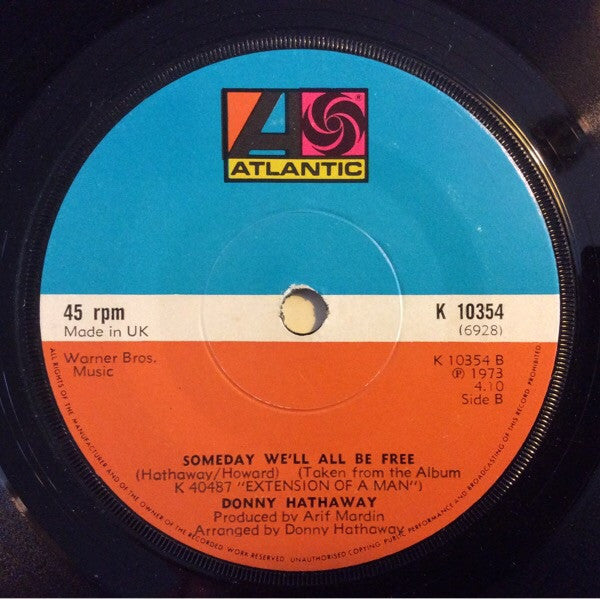 ATLANTIC
®
45 rpm
Made in UK
K 10354
(6928)
Warner Bros.
Music
K 10354 B
℗ 1973
4.10
Side B
SOMEDAY WE'LL ALL BE FREE
(Hathaway/Howard) (Taken from the Album
K 40487 "EXTENSION OF A MAN")
DONNY HATHAWAY
Produced by Arif Mardin
Arranged by Donny Hathaway
ALL RIGHTS OF THE MANUFACTURER AND OF THE OWNER OF THE RECORDED WORK RESERVED. UNAUTHORISED COPYING PUBLIC PERFORMANCE AND BROADCASTING OF THIS RECORD PROHIBITED.